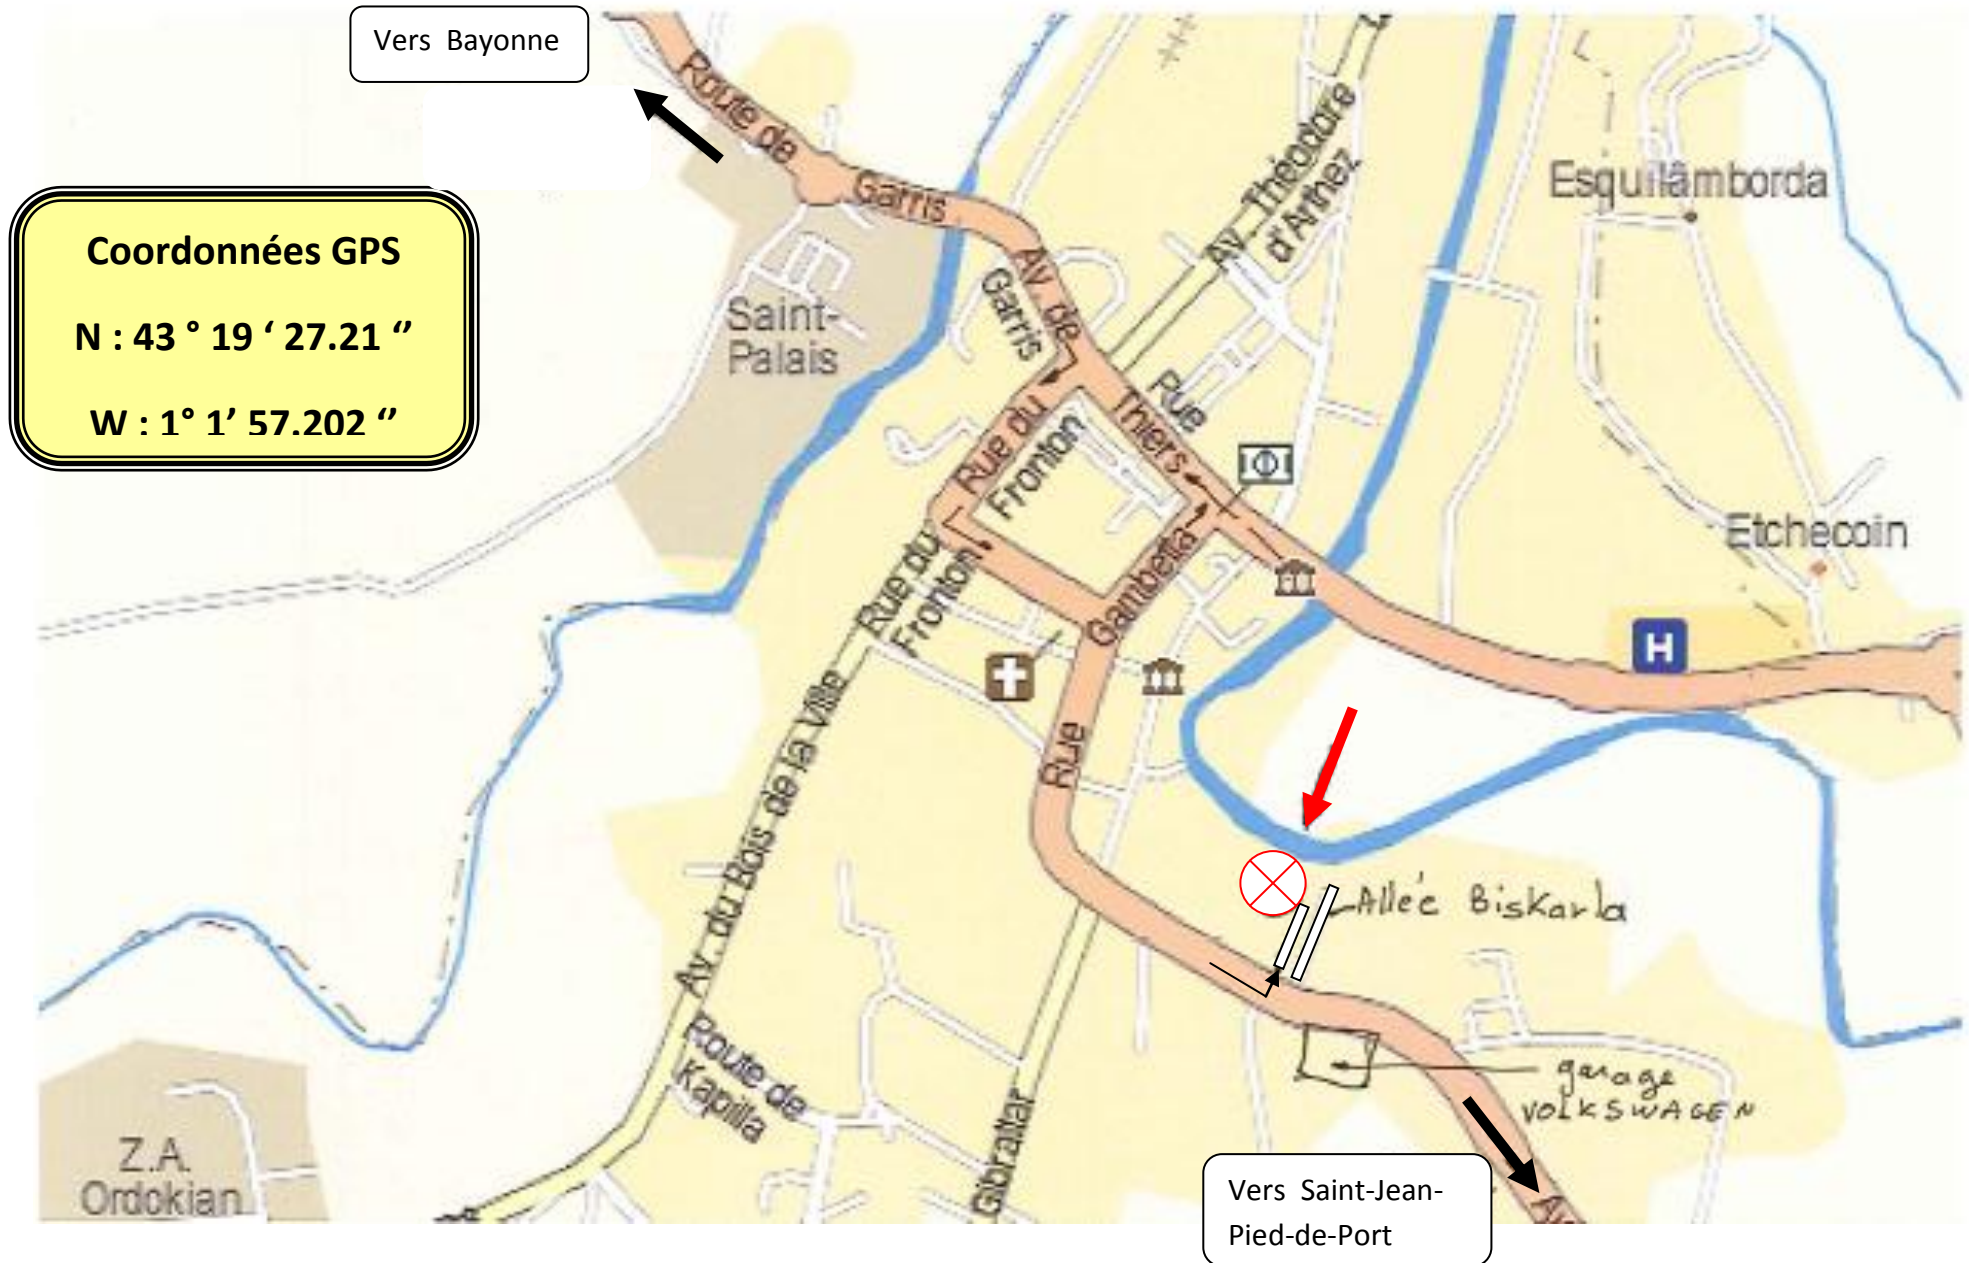 Vers Bayonne
Route de
Garris
Coordonnées GPS
N : 43 ° 19 ‘ 27.21 ‘’
W : 1° 1’ 57.202 ‘’
Saint-
Palais
Av. de
Garris
Av. Théodore
d'Arthez
Esquilâmborda
Rue
Thiers
Rue du
Fronton
Etchecoin
Rue du
Fronton
Gambetta
H
Rue
Av. du Bois de la Ville
Allée Biskarla
Route de
Kapilla
garage
VOLKSWAGEN
Gibraltar
Z.A.
Ordokian
Vers Saint-Jean-
Pied-de-Port